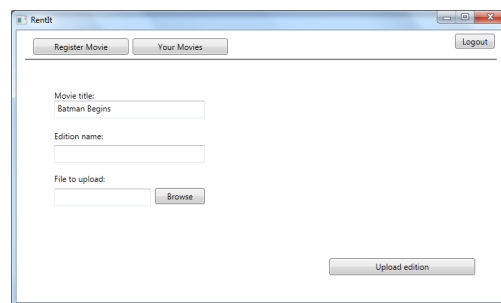 RentIt
Register Movie Your Movies Logout
Movie title:
Batman Begins
Edition name:
File to upload:
Browse
Upload edition